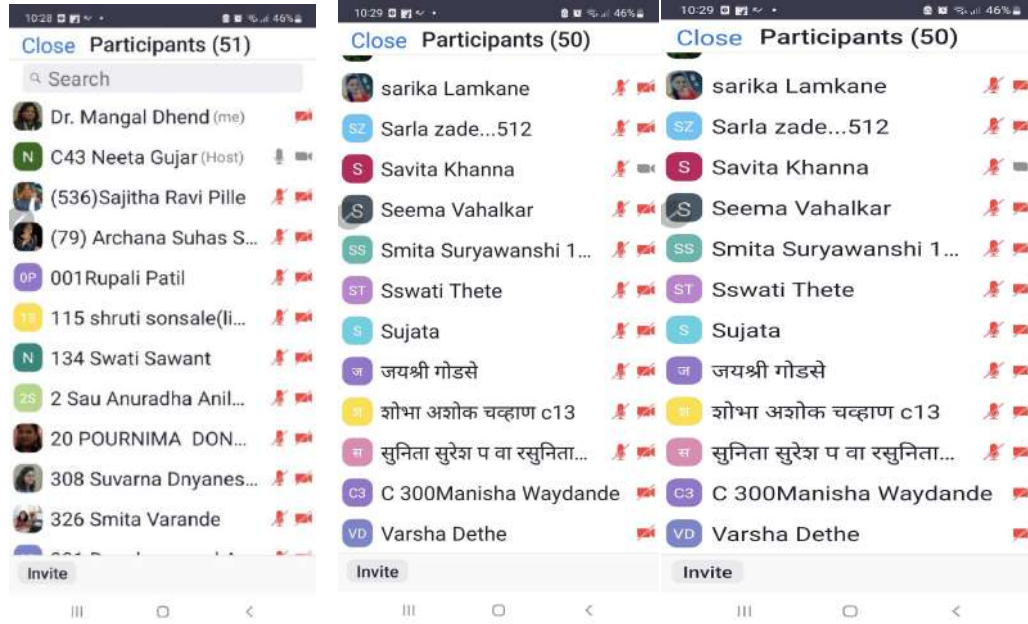 10:28
46%
Close Participants (51)
Search
Dr. Mangal Dhend (me)
N C43 Neeta Gujar (Host)
(536)Sajitha Ravi Pille
(79) Archana Suhas S...
0P 001Rupali Patil
115 shruti sonsale(li...
N 134 Swati Sawant
2S 2 Sau Anuradha Anil...
20 POURNIMA DON...
308 Suvarna Dnyanes...
326 Smita Varande
Invite
10:29
46%
Close Participants (50)
sarika Lamkane
SZ Sarla zade...512
S Savita Khanna
S Seema Vahalkar
SS Smita Suryawanshi 1...
ST Sswati Thete
S Sujata
ज जयश्री गोडसे
श शोभा अशोक चव्हाण c13
स सुनिता सुरेश प वा रसुनिता...
C3 C 300Manisha Waydande
VD Varsha Dethe
Invite
10:29
46%
Close Participants (50)
sarika Lamkane
SZ Sarla zade...512
S Savita Khanna
S Seema Vahalkar
SS Smita Suryawanshi 1...
ST Sswati Thete
S Sujata
ज जयश्री गोडसे
श शोभा अशोक चव्हाण c13
स सुनिता सुरेश प वा रसुनिता...
C3 C 300Manisha Waydande
VD Varsha Dethe
Invite